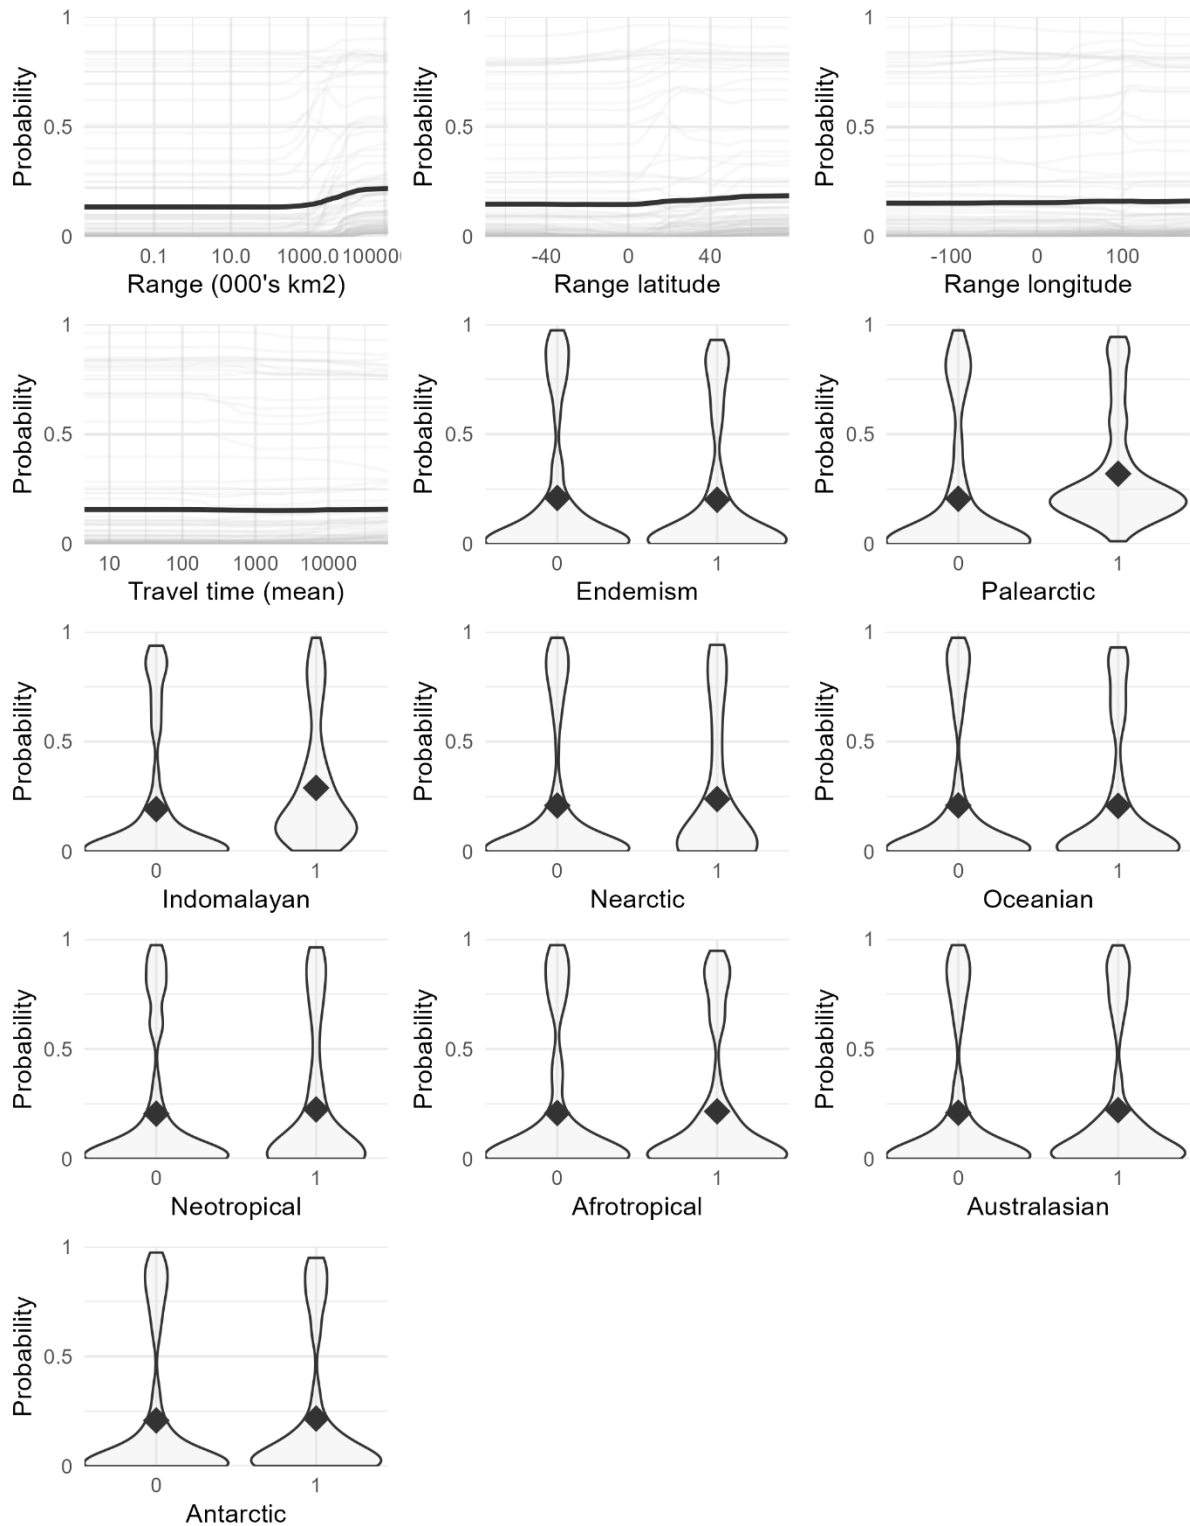 Probability
1
0.5
0
0.1 10.0 1000.0 10000
Range (000's km2)
Probability
1
0.5
0
-40 0 40
Range latitude
Probability
1
0.5
0
-100 0 100
Range longitude
Probability
1
0.5
0
10 100 1000 10000
Travel time (mean)
Probability
1
0.5
0
0 1
Endemism
Probability
1
0.5
0
0 1
Palearctic
Probability
1
0.5
0
0 1
Indomalayan
Probability
1
0.5
0
0 1
Nearctic
Probability
1
0.5
0
0 1
Oceanian
Probability
1
0.5
0
0 1
Neotropical
Probability
1
0.5
0
0 1
Afrotropical
Probability
1
0.5
0
0 1
Australasian
Probability
1
0.5
0
0 1
Antarctic